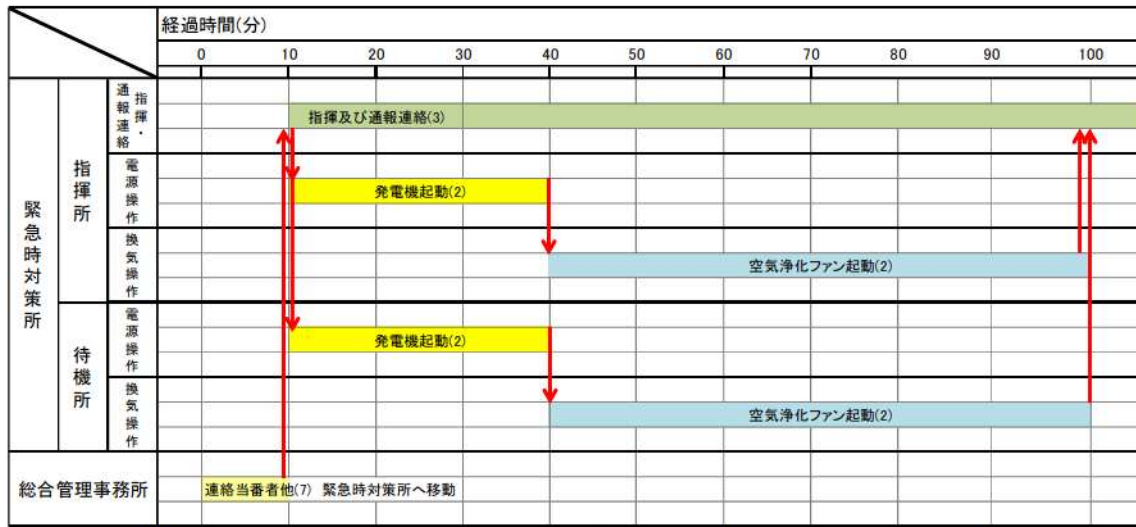 経過時間(分)
0 10 20 30 40 50 60 70 80 90 100
緊急時対策所
指揮所
指揮・
通報連絡
指揮及び通報連絡(3)
電源操作
発電機起動(2)
換気操作
空気浄化ファン起動(2)
待機所
電源操作
発電機起動(2)
換気操作
空気浄化ファン起動(2)
総合管理事務所
連絡当番者他(7) 緊急時対策所へ移動